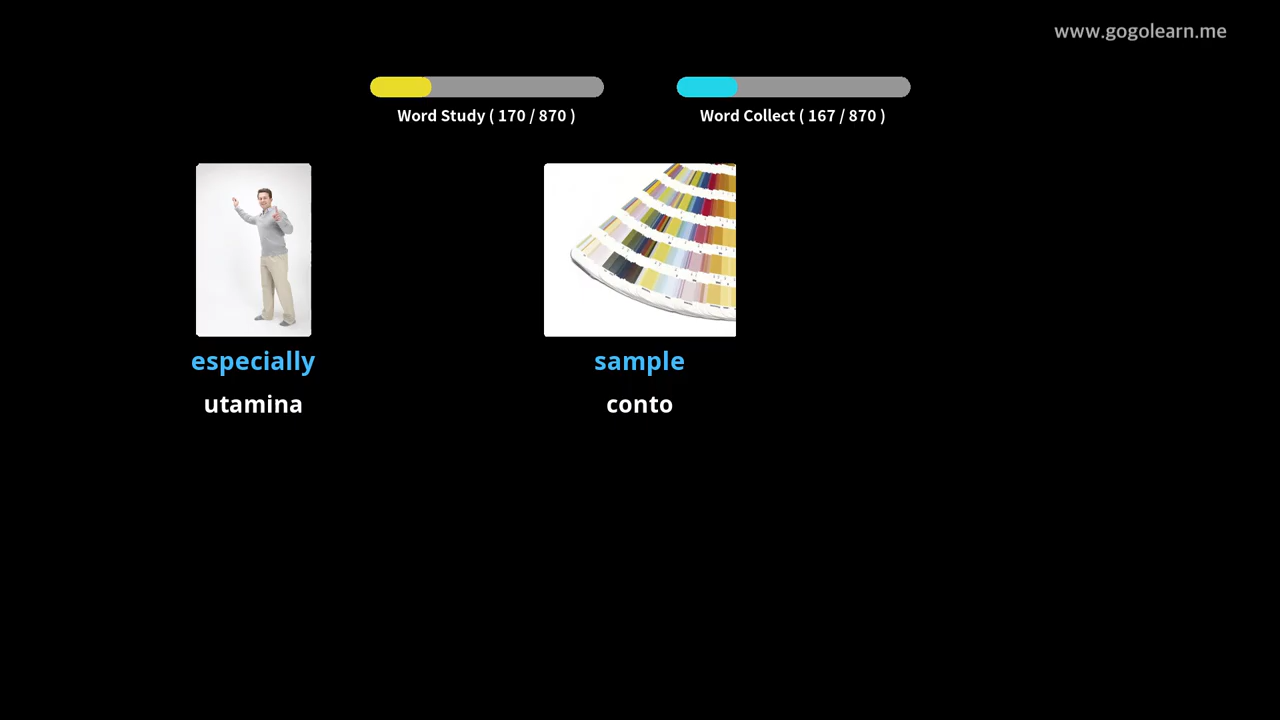 www.gogolearn.me
Word Study ( 170 / 870 )
Word Collect ( 167 / 870 )
especially
sample
utamina
conto